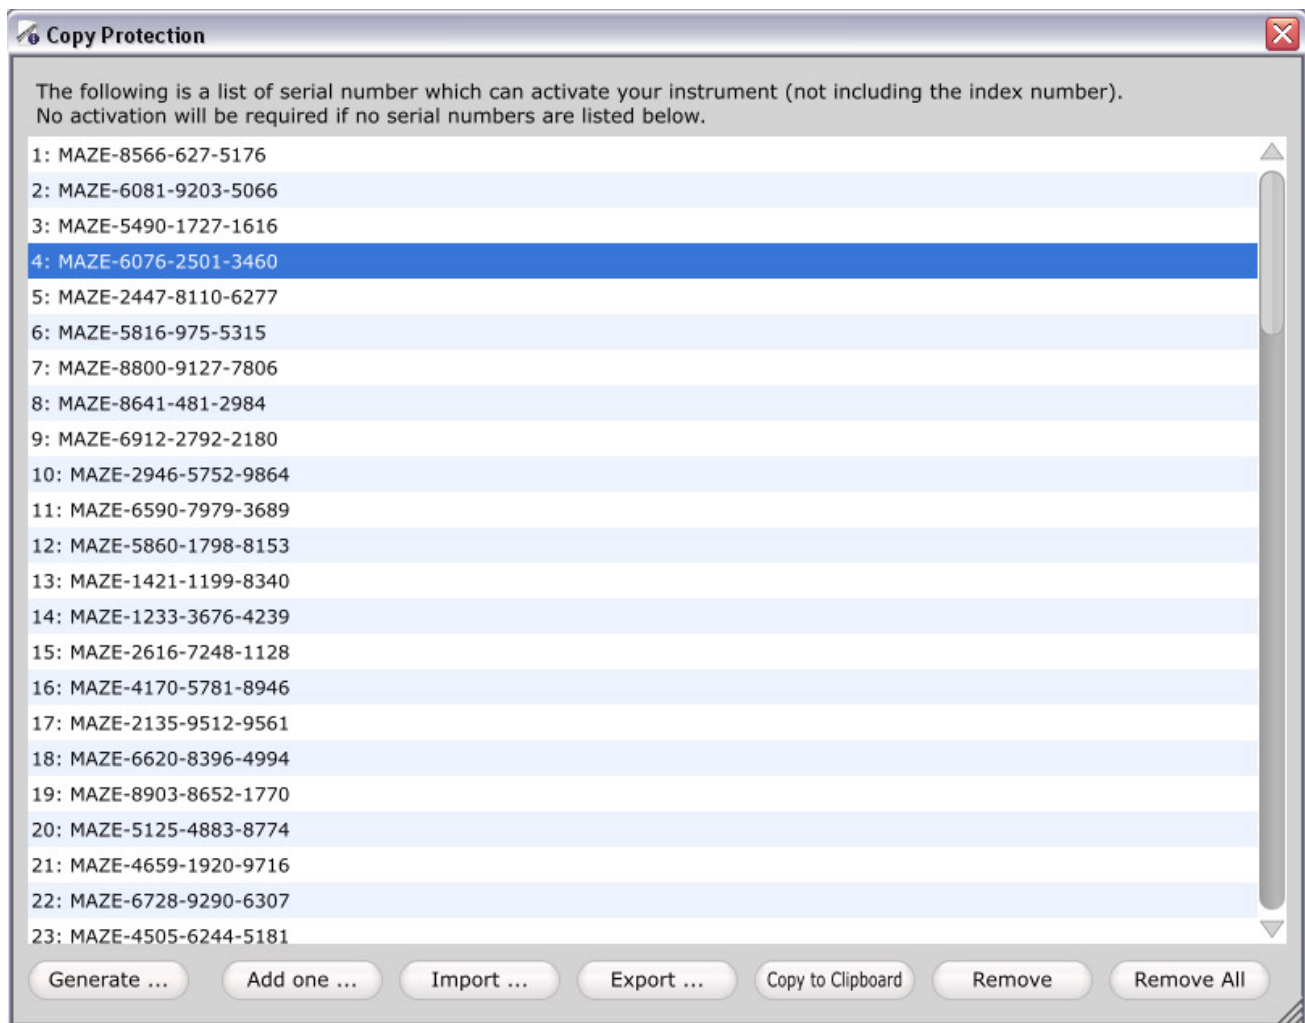 Copy Protection
The following is a list of serial number which can activate your instrument (not including the index number).
No activation will be required if no serial numbers are listed below.
1: MAZE-8566-627-5176
2: MAZE-6081-9203-5066
3: MAZE-5490-1727-1616
4: MAZE-6076-2501-3460
5: MAZE-2447-8110-6277
6: MAZE-5816-975-5315
7: MAZE-8800-9127-7806
8: MAZE-8641-481-2984
9: MAZE-6912-2792-2180
10: MAZE-2946-5752-9864
11: MAZE-6590-7979-3689
12: MAZE-5860-1798-8153
13: MAZE-1421-1199-8340
14: MAZE-1233-3676-4239
15: MAZE-2616-7248-1128
16: MAZE-4170-5781-8946
17: MAZE-2135-9512-9561
18: MAZE-6620-8396-4994
19: MAZE-8903-8652-1770
20: MAZE-5125-4883-8774
21: MAZE-4659-1920-9716
22: MAZE-6728-9290-6307
23: MAZE-4505-6244-5181
Generate ... Add one ... Import ... Export ... Copy to Clipboard Remove Remove All